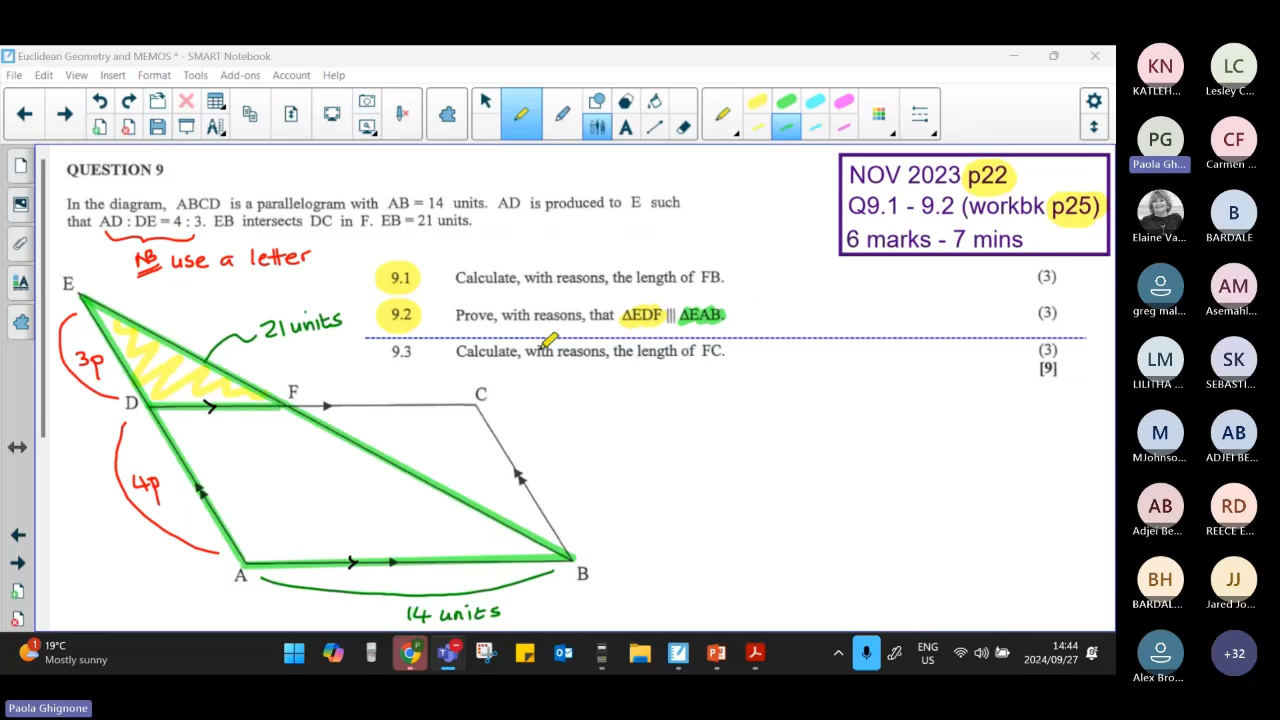 Euclidean Geometry and MEMOS * - SMART Notebook
File Edit View Insert Format Tools Add-ons Account Help
QUESTION 9
In the diagram, ABCD is a parallelogram with AB = 14 units. AD is produced to E such
that AD : DE = 4 : 3. EB intersects DC in F. EB = 21 units.
NB use a letter
NOV 2023 p22
Q9.1 - 9.2 (workbk p25)
6 marks - 7 mins
9.1 Calculate, with reasons, the length of FB. (3)
9.2 Prove, with reasons, that ΔEDF ||| ΔEAB. (3)
9.3 Calculate, with reasons, the length of FC. (3)
[9]
E
21 units
3p
D
F
C
4p
A
B
14 units
KN
KATLEH...
LC
Lesley C...
PG
Paola Gh...
CF
Carmen ...
Elaine Va...
B
BARDALE
greg mal...
AM
Asemahl...
LM
LILITHA ...
SK
SEBASTI...
M
MJohnso...
AB
ADJEI BE...
AB
Adjei Be...
RD
REECE E...
BH
BARDAL...
JJ
Jared Jo...
Alex Bro...
+32
1
19°C
Mostly sunny
ENG
US
14:44
2024/09/27
Paola Ghignone